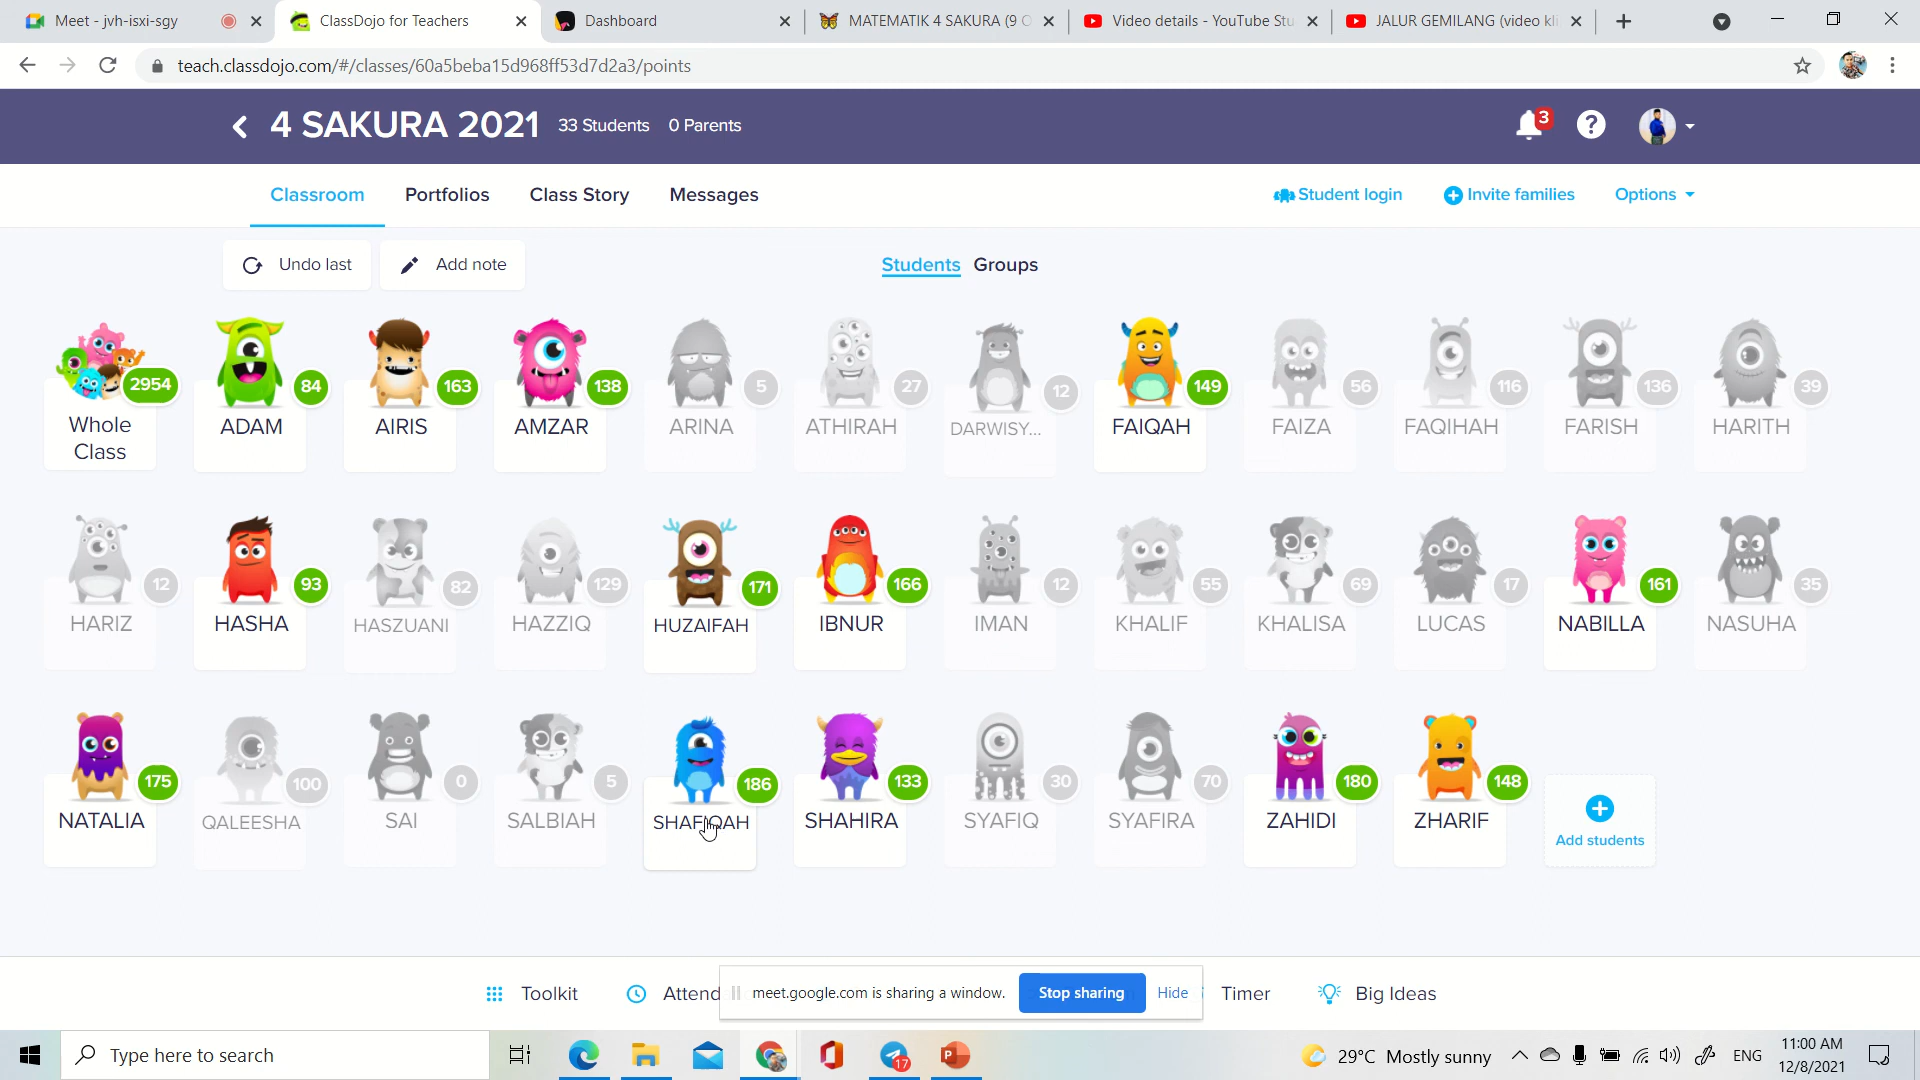 Meet - jvh-isxi-sgy
ClassDojo for Teachers
Dashboard
MATEMATIK 4 SAKURA (9 O
Video details - YouTube Stu
JALUR GEMILANG (video kli
teach.classdojo.com/#/classes/60a5beba15d968ff53d7d2a3/points
4 SAKURA 2021 33 Students 0 Parents
3
?
Classroom Portfolios Class Story Messages
Student login Invite families Options
Undo last Add note
Students Groups
2954 84 163 138 5 27 12 149 56 116 136 39
Whole
Class
ADAM AIRIS AMZAR ARINA ATHIRAH DARWISY... FAIQAH FAIZA FAQIHAH FARISH HARITH
12 93 82 129 171 166 12 55 69 17 161 35
HARIZ HASHA HASZUANI HAZZIQ HUZAIFAH IBNUR IMAN KHALIF KHALISA LUCAS NABILLA NASUHA
175 100 0 5 186 133 30 70 180 148
NATALIA QALEESHA SAI SALBIAH SHAFIQAH SHAHIRA SYAFIQ SYAFIRA ZAHIDI ZHARIF
Add students
Toolkit Attend
meet.google.com is sharing a window. Stop sharing Hide
Timer Big Ideas
Type here to search
17
29°C Mostly sunny
ENG
11:00 AM
12/8/2021